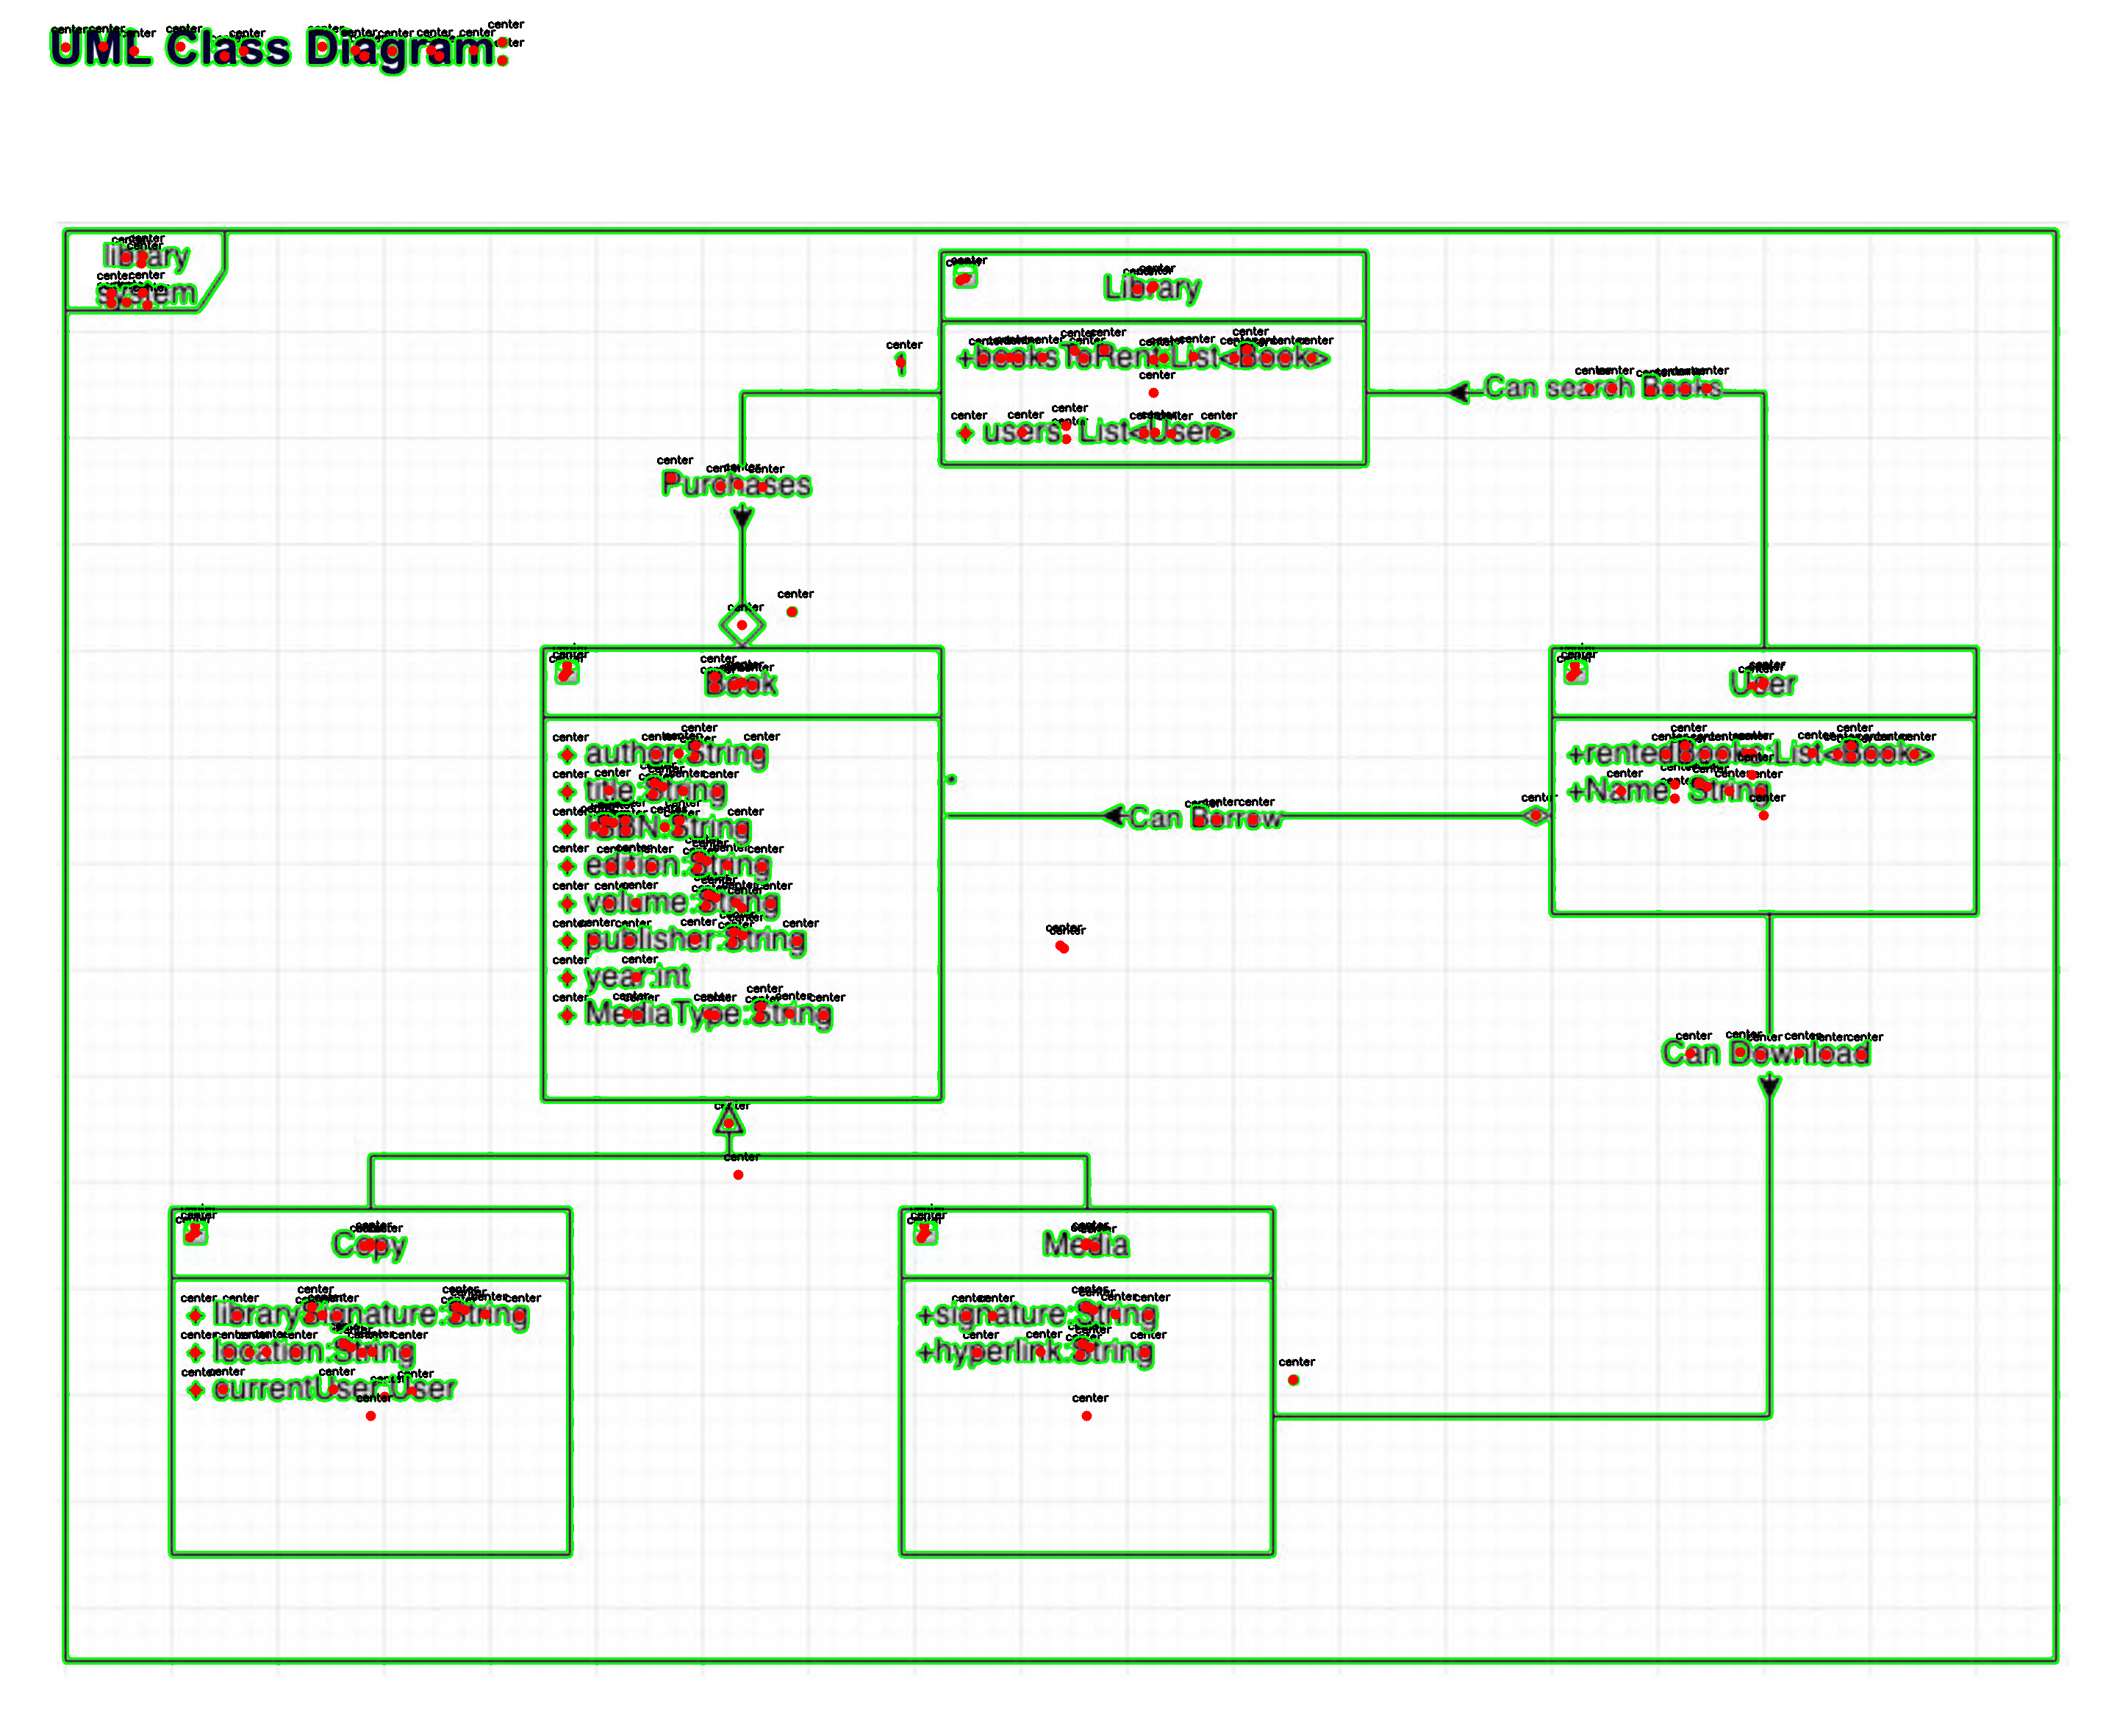 UML Class Diagram:
library
system
Library
+booksToRent:List<Book>
+ users: List<User>
Can search Books
Purchases
Book
+ author:String
+ title:String
+ ISBN:String
+ edition:String
+ volume:String
+ publisher:String
+ year:int
+ MediaType:String
User
+rentedBooks:List<Book>
+Name: String
Can Borrow
Can Download
Copy
+ librarySignature:String
+ location:String
+ currentUser:User
Media
+signature:String
+hyperlink:String
center